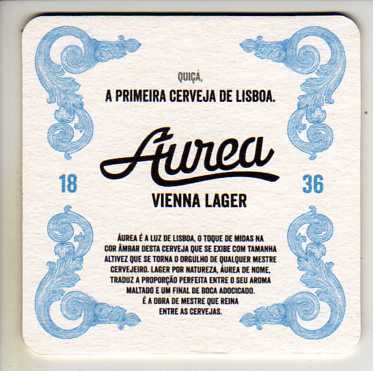 QUIÇÁ,
A PRIMEIRA CERVEJA DE LISBOA.
Áurea
18 36
VIENNA LAGER
ÁUREA É A LUZ DE LISBOA, O TOQUE DE MIDAS NA
COR ÂMBAR DESTA CERVEJA QUE SE EXIBE COM TAMANHA
ALTIVEZ QUE SE TORNA O ORGULHO DE QUALQUER MESTRE
CERVEJEIRO. LAGER POR NATUREZA, ÁUREA DE NOME,
TRADUZ A PROPORÇÃO PERFEITA ENTRE O SEU AROMA
MALTADO E UM FINAL DE BOCA ADOCICADO.
É A OBRA DE MESTRE QUE REINA
ENTRE AS CERVEJAS.